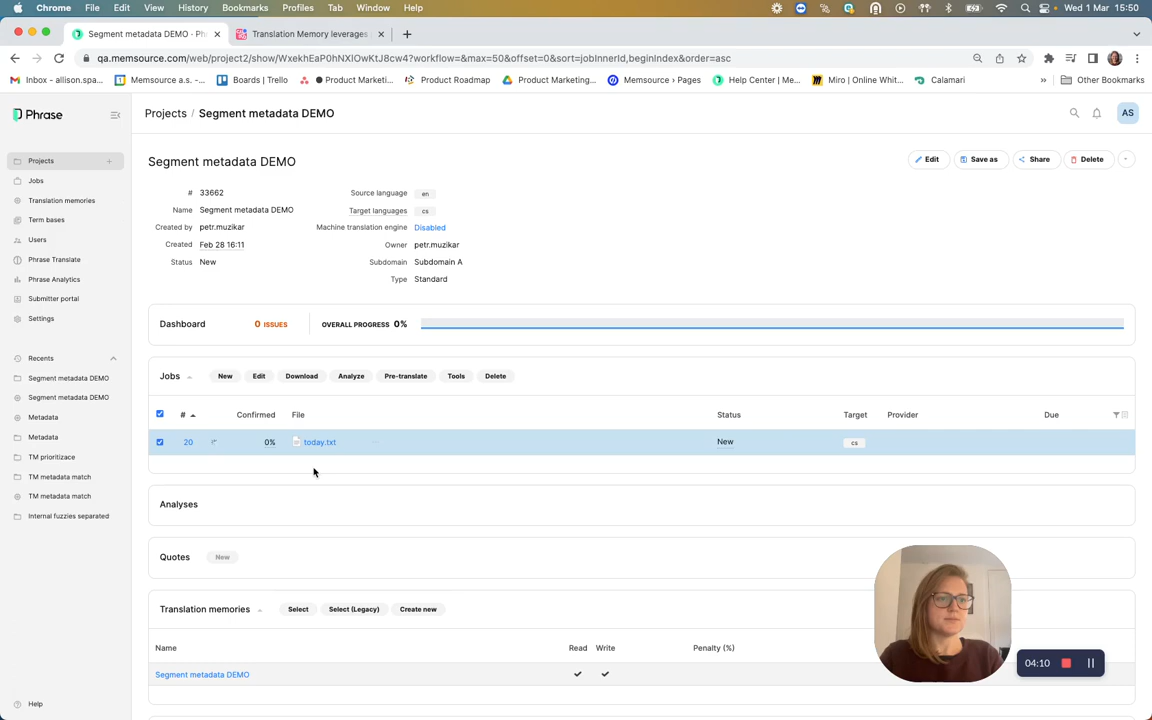 Chrome File Edit View History Bookmarks Profiles Tab Window Help Wed 1 Mar 15:50
Segment metadata DEMO - Ph
Translation Memory leverages
qa.memsource.com/web/project2/show/WxekhEaP0hNXlOwKtJ8cw4?workflow=&max=50&offset=0&sort=jobInnerId,beginIndex&order=asc
Inbox - allison.spa... Memsource a.s. -... Boards | Trello Product Marketi... Product Roadmap Product Marketing... Memsource > Pages Help Center | Me... Miro | Online Whit... Calamari » Other Bookmarks
Phrase
Projects / Segment metadata DEMO
AS
Projects +
Jobs
Translation memories
Term bases
Users
Phrase Translate
Phrase Analytics
Submitter portal
Settings
Recents
Segment metadata DEMO
Segment metadata DEMO
Metadata
Metadata
TM prioritizace
TM metadata match
TM metadata match
Internal fuzzies separated
Help
Segment metadata DEMO
Edit Save as Share Delete
# 33662
Name Segment metadata DEMO
Created by petr.muzikar
Created Feb 28 16:11
Status New
Source language en
Target languages cs
Machine translation engine Disabled
Owner petr.muzikar
Subdomain Subdomain A
Type Standard
Dashboard 0 ISSUES OVERALL PROGRESS 0%
Jobs New Edit Download Analyze Pre-translate Tools Delete
# Confirmed File Status Target Provider Due
20 0% today.txt New cs
Analyses
Quotes New
Translation memories Select Select (Legacy) Create new
Name Read Write Penalty (%)
Segment metadata DEMO
04:10